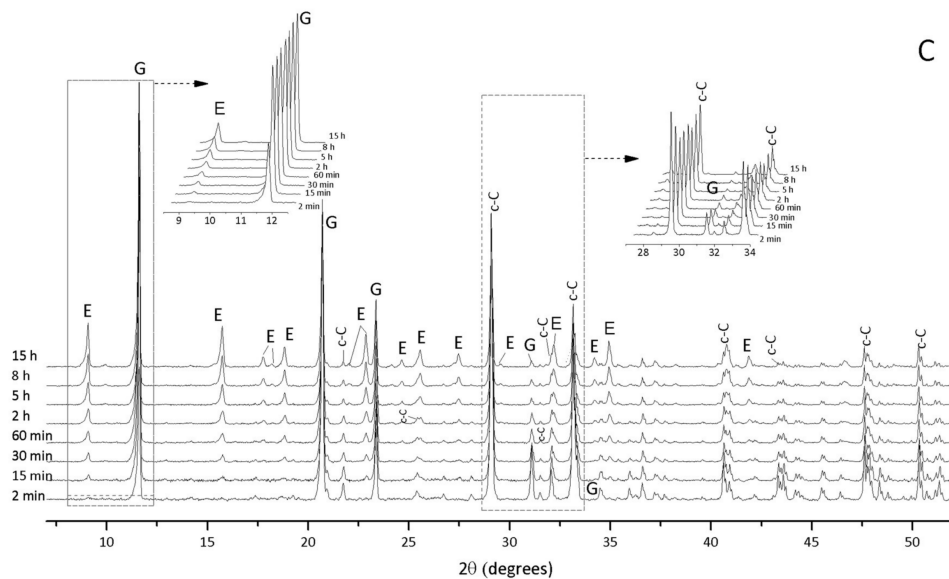 C
G
E
15 h
8 h
5 h
2 h
60 min
30 min
15 min
2 min
9 10 11 12
c-C
c-C
G
15 h
8 h
5 h
2 h
60 min
30 min
15 min
2 min
28 30 32 34
G
G
c-C
G
c-C
E E E E c-C E E E E E G c-C E E E c-C E c-C c-C c-C
c-C
c-C
G
15 h
8 h
5 h
2 h
60 min
30 min
15 min
2 min
10 15 20 25 30 35 40 45 50
2θ (degrees)